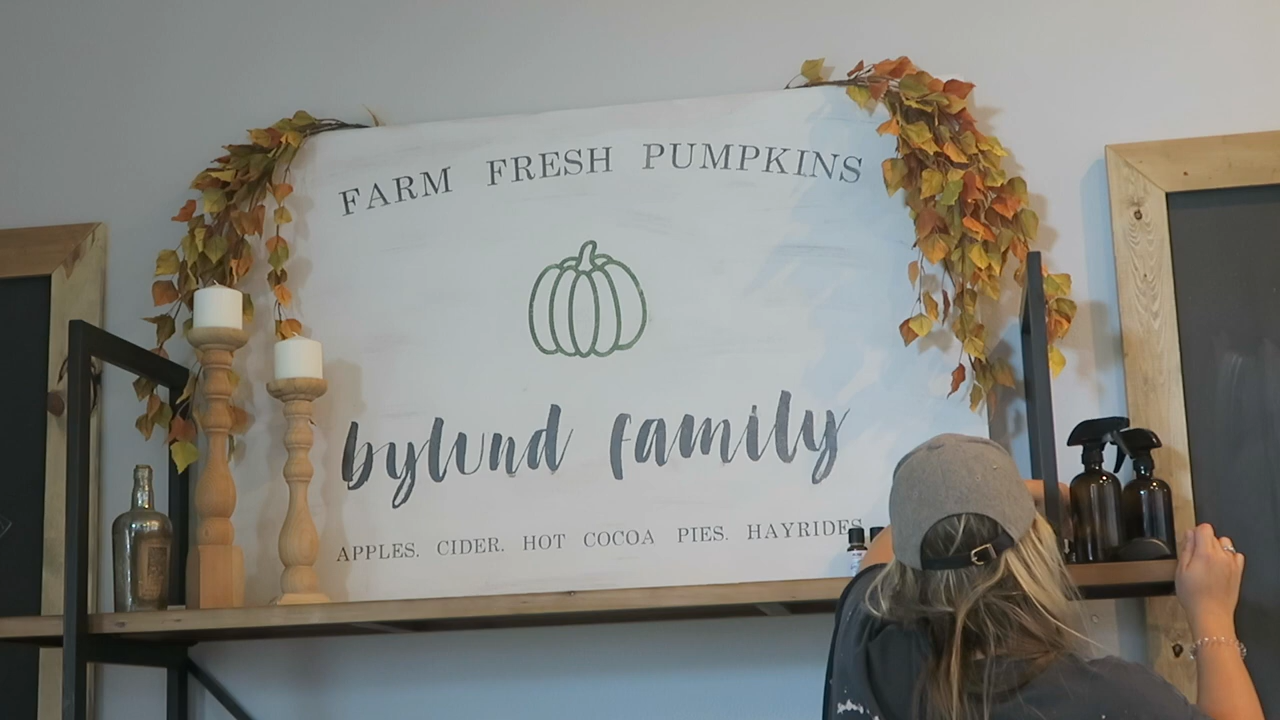 FARM FRESH PUMPKINS
bylund family
APPLES. CIDER. HOT COCOA PIES. HAYRIDES